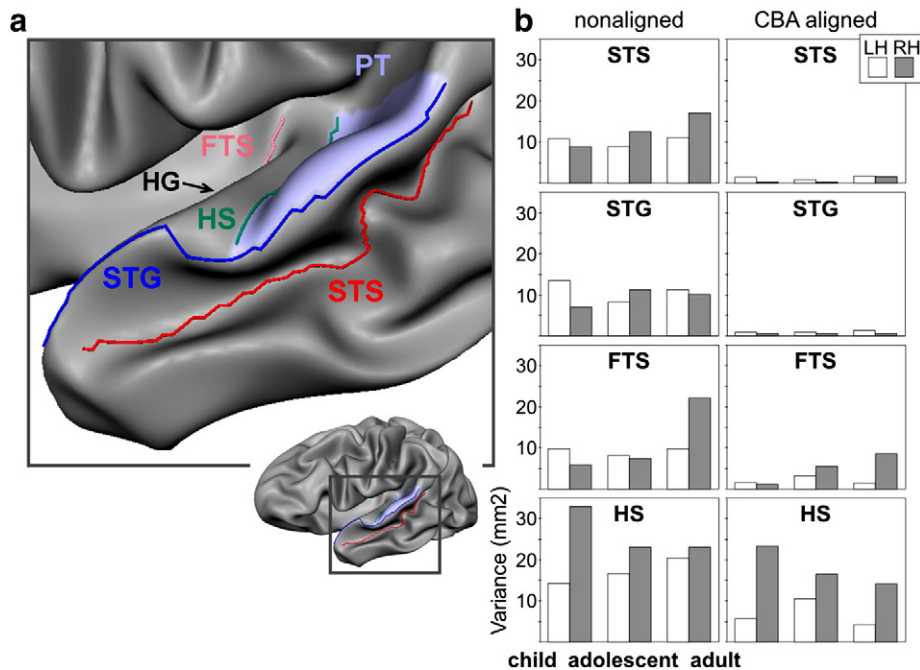 a
PT
FTS
HG
HS
STG
STS
b
nonaligned
CBA aligned
LH RH
STS
STS
30
20
10
STG
STG
30
20
10
FTS
FTS
30
20
10
HS
HS
30
20
10
Variance (mm2)
child adolescent adult